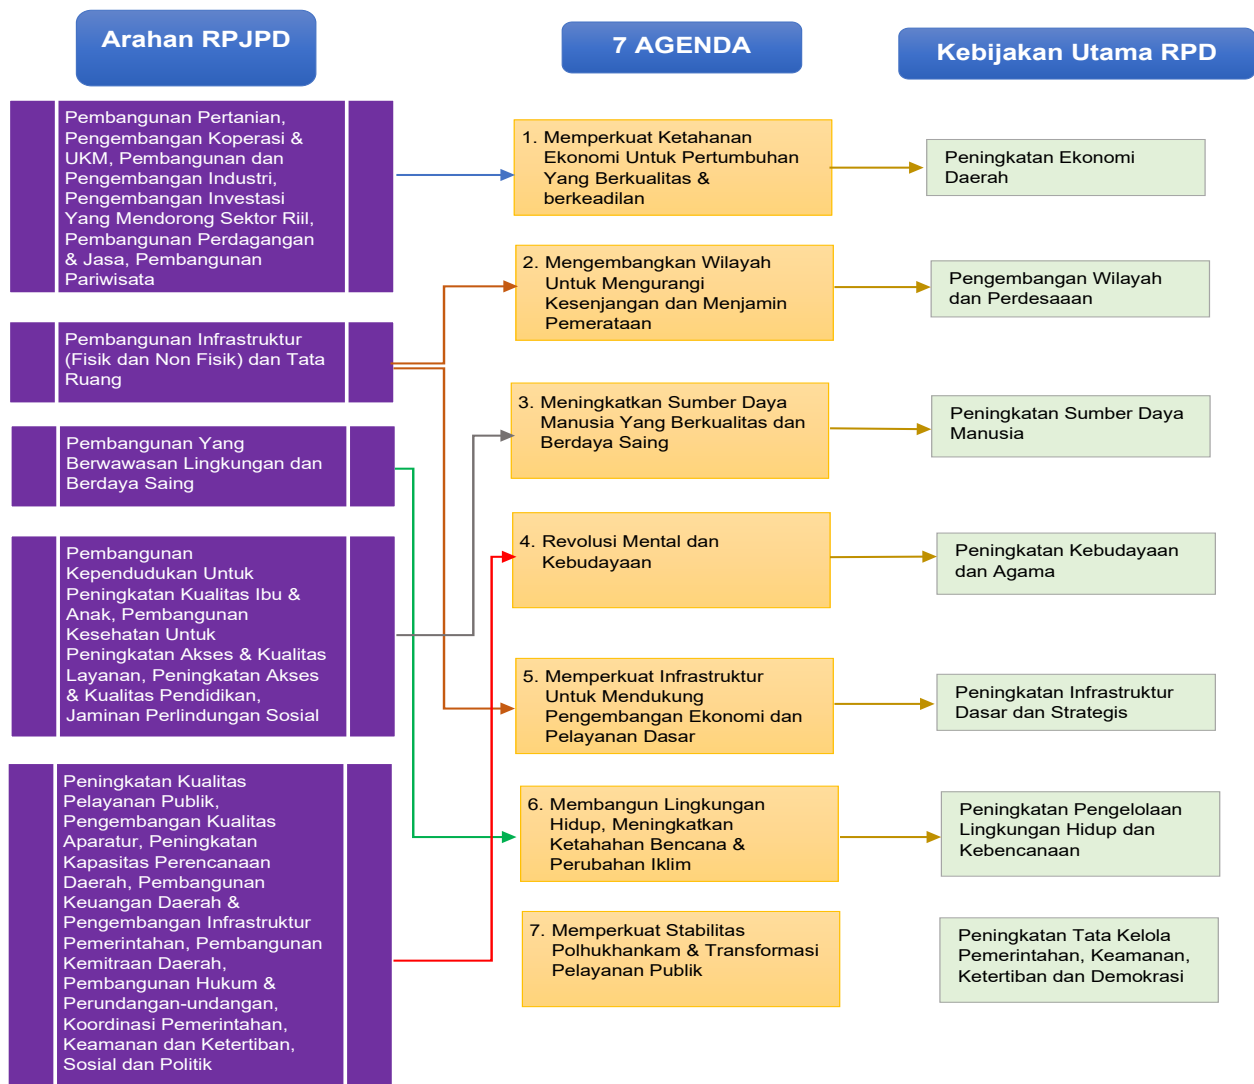 Arahan RPJPD
7 AGENDA
Kebijakan Utama RPD
Pembangunan Pertanian,
Pengembangan Koperasi &
UKM, Pembangunan dan
Pengembangan Industri,
Pengembangan Investasi
Yang Mendorong Sektor Riil,
Pembangunan Perdagangan
& Jasa, Pembangunan
Pariwisata
Pembangunan Infrastruktur
(Fisik dan Non Fisik) dan Tata
Ruang
Pembangunan Yang
Berwawasan Lingkungan dan
Berdaya Saing
Pembangunan
Kependudukan Untuk
Peningkatan Kualitas Ibu &
Anak, Pembangunan
Kesehatan Untuk
Peningkatan Akses & Kualitas
Layanan, Peningkatan Akses
& Kualitas Pendidikan,
Jaminan Perlindungan Sosial
Peningkatan Kualitas
Pelayanan Publik,
Pengembangan Kualitas
Aparatur, Peningkatan
Kapasitas Perencanaan
Daerah, Pembangunan
Keuangan Daerah &
Pengembangan Infrastruktur
Pemerintahan, Pembangunan
Kemitraan Daerah,
Pembangunan Hukum &
Perundangan-undangan,
Koordinasi Pemerintahan,
Keamanan dan Ketertiban,
Sosial dan Politik
1. Memperkuat Ketahanan
Ekonomi Untuk Pertumbuhan
Yang Berkualitas &
berkeadilan
2. Mengembangkan Wilayah
Untuk Mengurangi
Kesenjangan dan Menjamin
Pemerataan
3. Meningkatkan Sumber Daya
Manusia Yang Berkualitas dan
Berdaya Saing
4. Revolusi Mental dan
Kebudayaan
5. Memperkuat Infrastruktur
Untuk Mendukung
Pengembangan Ekonomi dan
Pelayanan Dasar
6. Membangun Lingkungan
Hidup, Meningkatkan
Ketahahan Bencana &
Perubahan Iklim
7. Memperkuat Stabilitas
Polhukhankam & Transformasi
Pelayanan Publik
Peningkatan Ekonomi
Daerah
Pengembangan Wilayah
dan Perdesaaan
Peningkatan Sumber Daya
Manusia
Peningkatan Kebudayaan
dan Agama
Peningkatan Infrastruktur
Dasar dan Strategis
Peningkatan Pengelolaan
Lingkungan Hidup dan
Kebencanaan
Peningkatan Tata Kelola
Pemerintahan, Keamanan,
Ketertiban dan Demokrasi